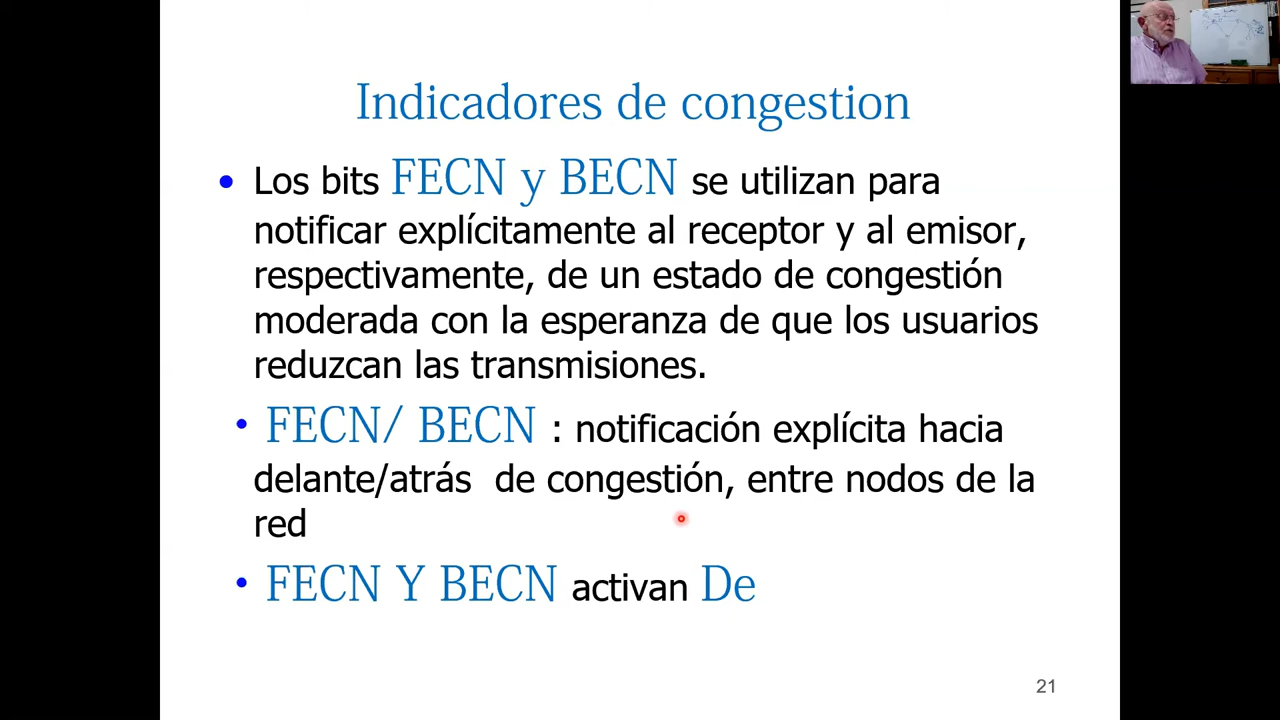 Indicadores de congestion
• Los bits FECN y BECN se utilizan para
notificar explícitamente al receptor y al emisor,
respectivamente, de un estado de congestión
moderada con la esperanza de que los usuarios
reduzcan las transmisiones.
• FECN/ BECN : notificación explícita hacia
delante/atrás de congestión, entre nodos de la
red
• FECN Y BECN activan De
21